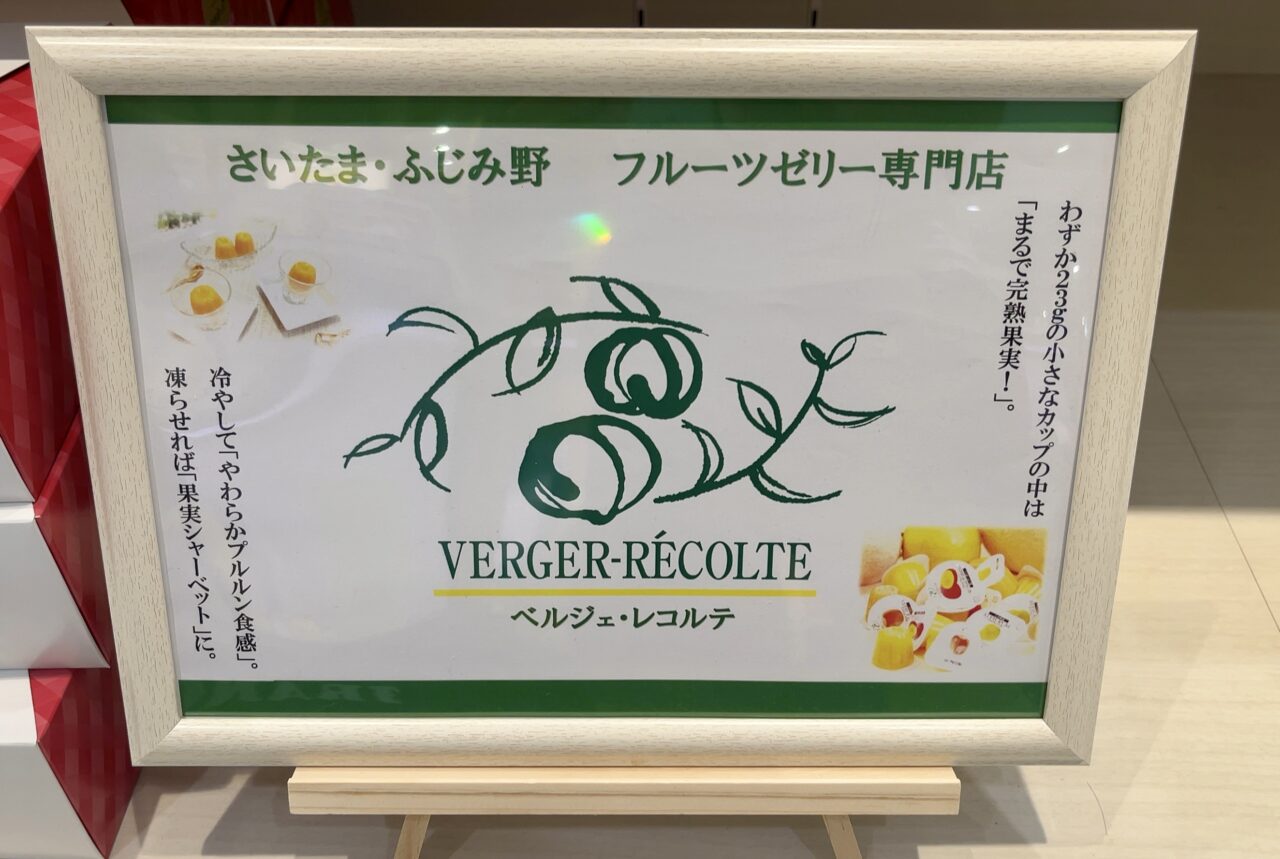 さいたま・ふじみ野　フルーツゼリー専門店
わずか23gの小さなカップの中は
「まるで完熟果実！」。
冷やして「やわらかプルルン食感」。
凍らせれば「果実シャーベット」に。
VERGER-RÉCOLTE
ベルジェ・レコルテ